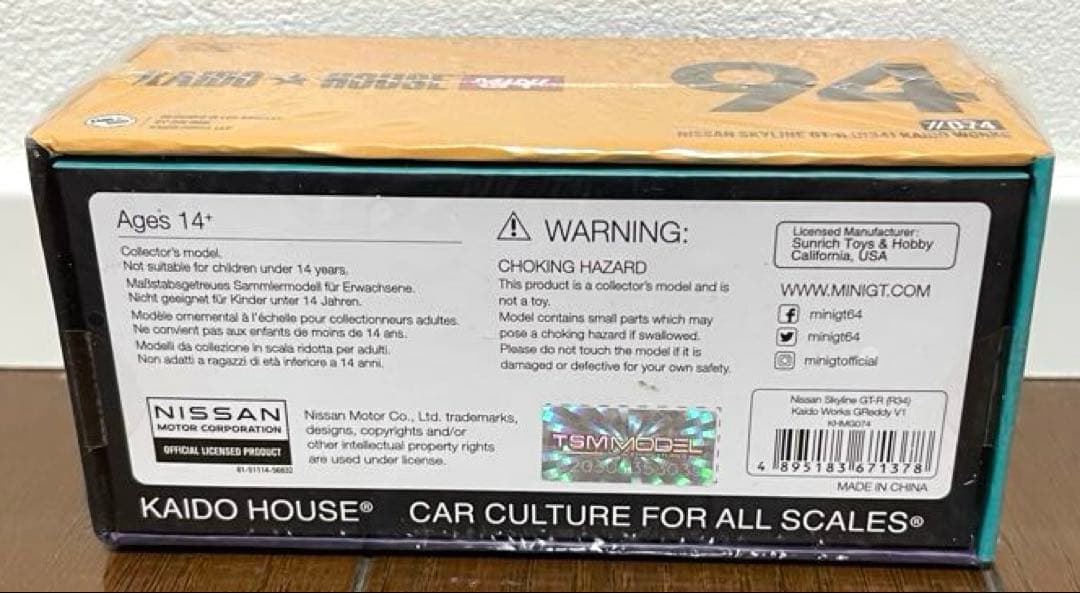 KAIDO ★ HOUSE
94
#074
NISSAN SKYLINE GT-R (R34) KAIDO WORKS
Ages 14+
Collector's model.
Not suitable for children under 14 years.
Maßstabsgetreues Sammlermodell für Erwachsene.
Nicht geeignet für Kinder unter 14 Jahren.
Modèle ornemental à l'échelle pour collectionneurs adultes.
Ne convient pas aux enfants de moins de 14 ans.
Modelli da collezione in scala ridotta per adulti.
Non adatti a ragazzi di età inferiore a 14 anni.
⚠ WARNING:
CHOKING HAZARD
This product is a collector's model and is
not a toy.
Model contains small parts which may
pose a choking hazard if swallowed.
Please do not touch the model if it is
damaged or defective for your own safety.
Licensed Manufacturer:
Sunrich Toys & Hobby
California, USA
WWW.MINIGT.COM
minigt64
minigt64
minigtofficial
NISSAN
MOTOR CORPORATION
OFFICIAL LICENSED PRODUCT
Nissan Motor Co., Ltd. trademarks,
designs, copyrights and/or
other intellectual property rights
are used under license.
TSMMODEL
Nissan Skyline GT-R (R34)
Kaido Works GReddy V1
KHMG074
4 895183 671378
MADE IN CHINA
KAIDO HOUSE® CAR CULTURE FOR ALL SCALES®